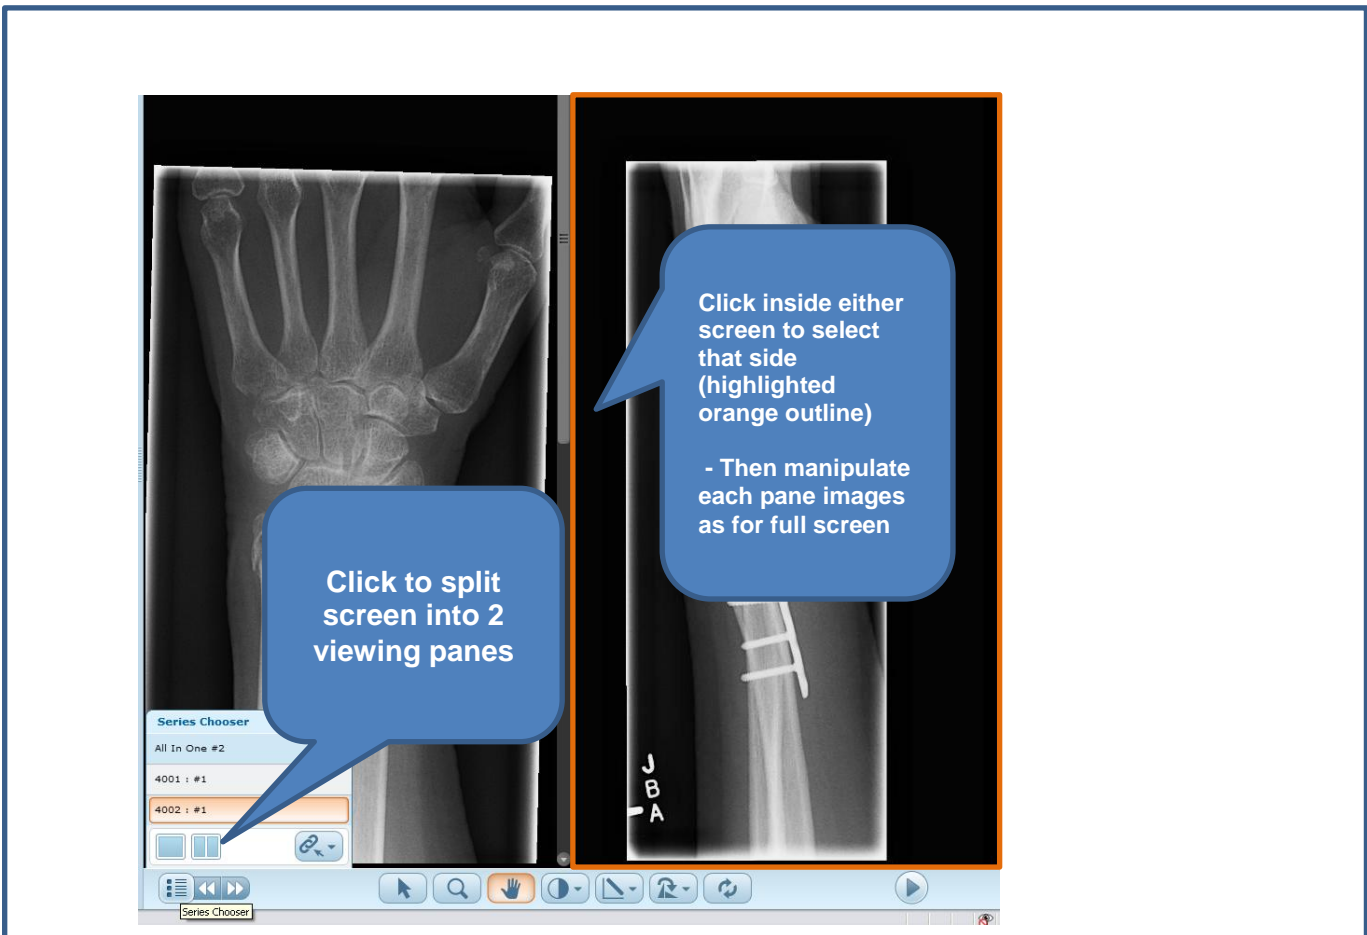 Click inside either
screen to select
that side
(highlighted
orange outline)
- Then manipulate
each pane images
as for full screen
Click to split
screen into 2
viewing panes
Series Chooser
All In One #2
4001 : #1
4002 : #1
J
B
A
Series Chooser